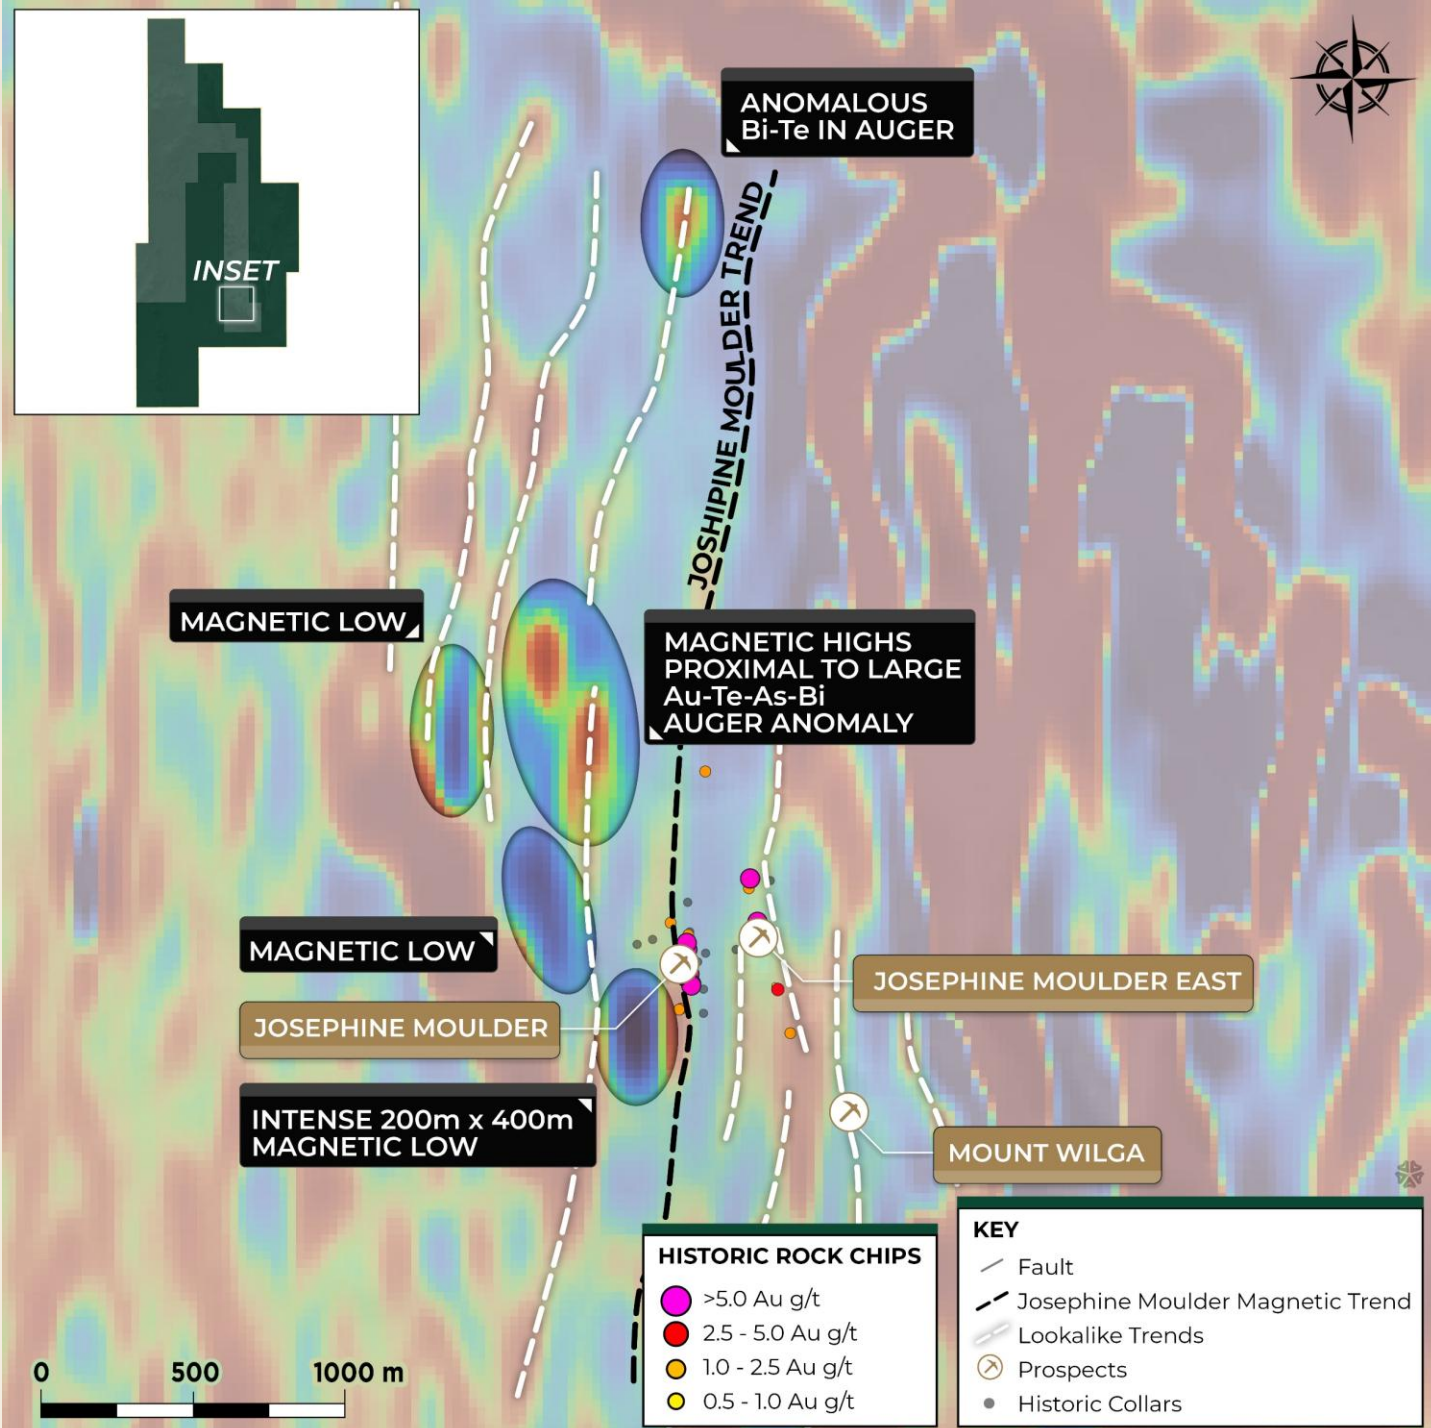 INSET
ANOMALOUS
Bi-Te IN AUGER
JOSHIPINE MOULDER TREND
MAGNETIC LOW
MAGNETIC HIGHS
PROXIMAL TO LARGE
Au-Te-As-Bi
AUGER ANOMALY
MAGNETIC LOW
JOSEPHINE MOULDER EAST
JOSEPHINE MOULDER
INTENSE 200m x 400m
MAGNETIC LOW
MOUNT WILGA
HISTORIC ROCK CHIPS
>5.0 Au g/t
2.5 - 5.0 Au g/t
1.0 - 2.5 Au g/t
0.5 - 1.0 Au g/t
KEY
Fault
Josephine Moulder Magnetic Trend
Lookalike Trends
Prospects
Historic Collars
0 500 1000 m